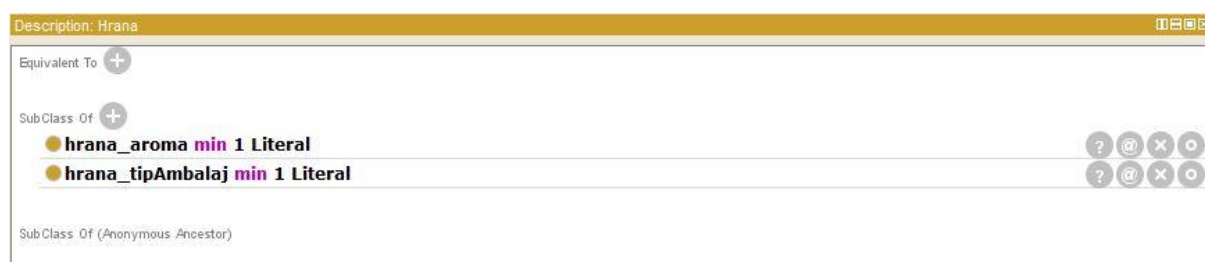 Description: Hrana
Equivalent To
SubClass Of
hrana_aroma min 1 Literal
hrana_tipAmbalaj min 1 Literal
SubClass Of (Anonymous Ancestor)